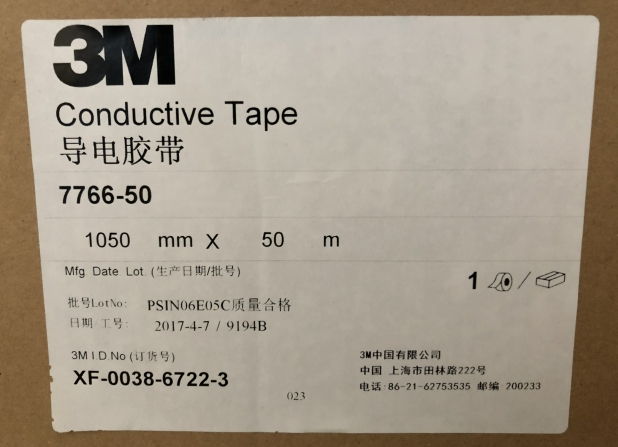 3M
Conductive Tape
导电胶带
7766-50
1050 mm X 50 m
Mfg Date Lot. (生产日期/批号)
1 /
批号LotNo: PSIN06E05C质量合格
日期/工号: 2017-4-7 / 9194B
3M I.D.No (订货号)
XF-0038-6722-3
023
3M中国有限公司
中国 上海市田林路222号
电话:86-21-62753535 邮编:200233